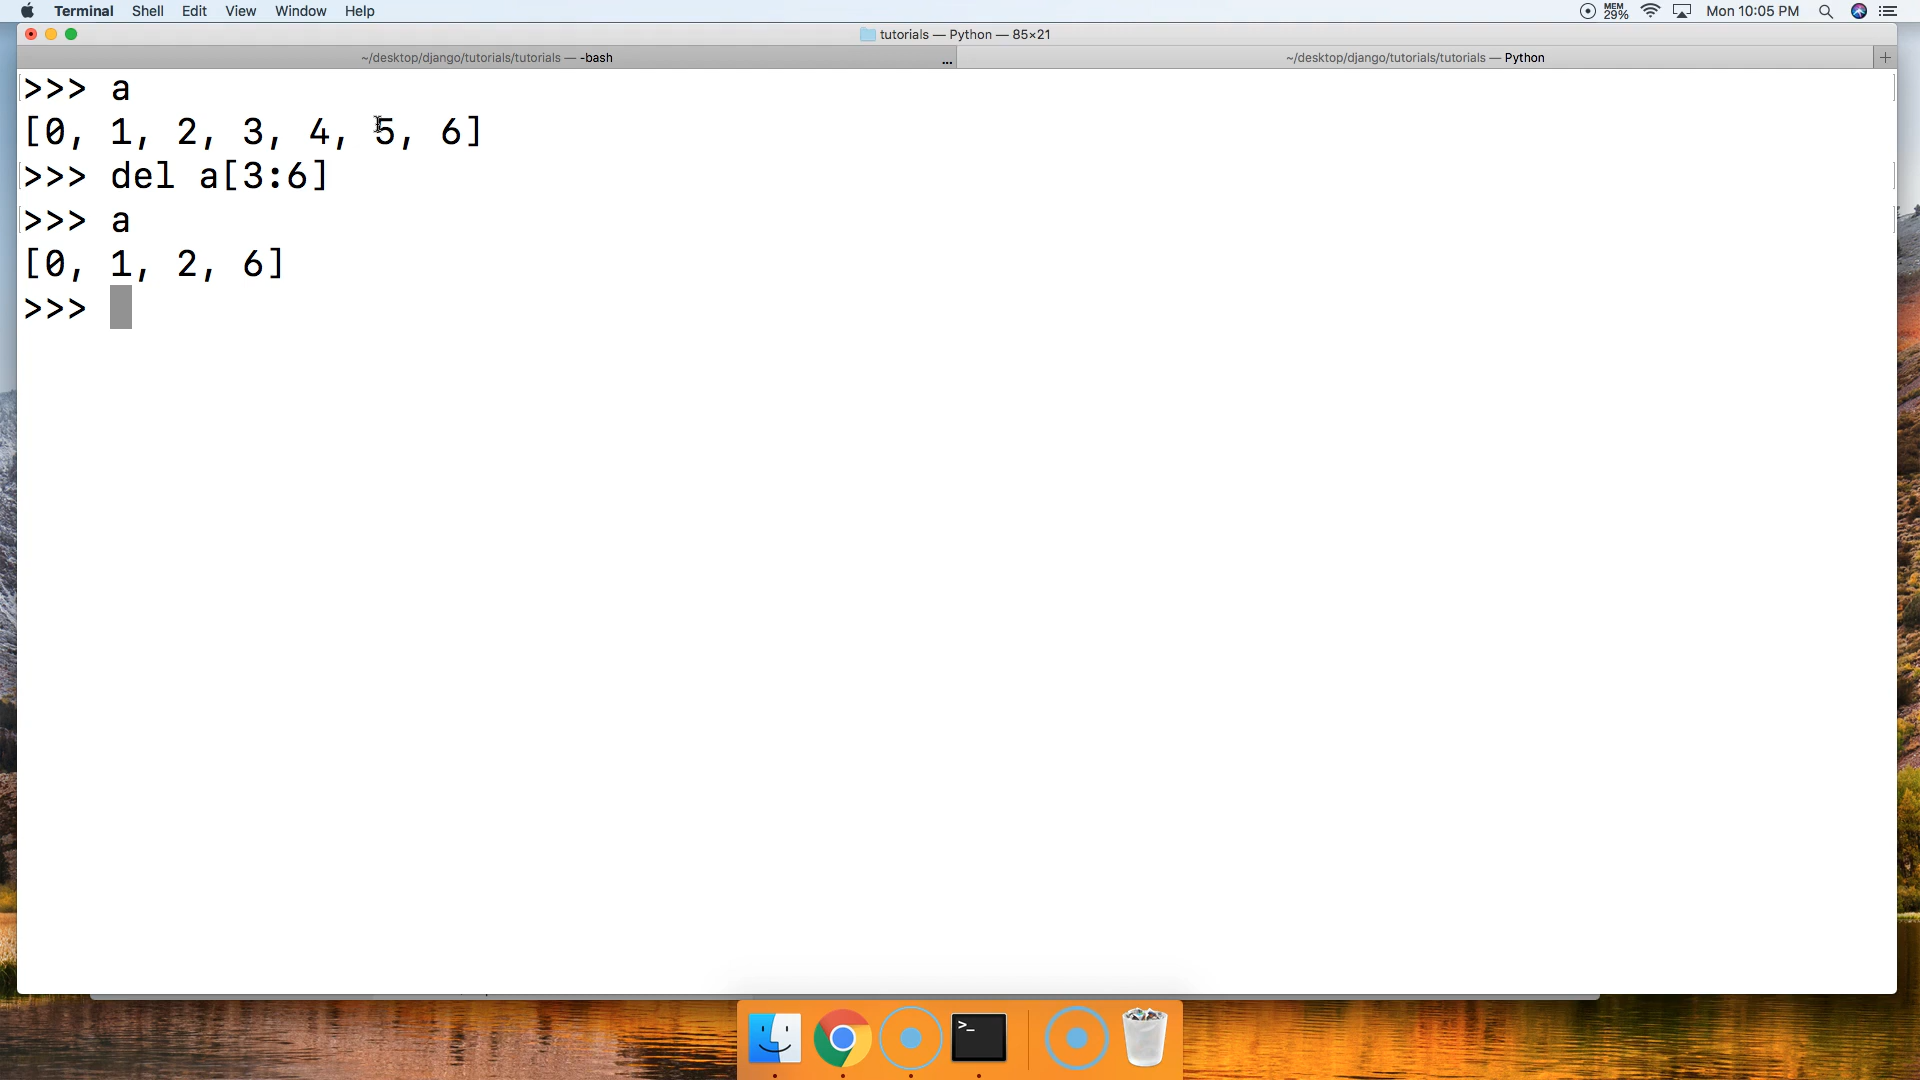 Terminal Shell Edit View Window Help MEM 29% Mon 10:05 PM
tutorials — Python — 85×21
~/desktop/django/tutorials/tutorials — -bash ... ~/desktop/django/tutorials/tutorials — Python +
>>> a
[0, 1, 2, 3, 4, 5, 6]
>>> del a[3:6]
>>> a
[0, 1, 2, 6]
>>>
>_